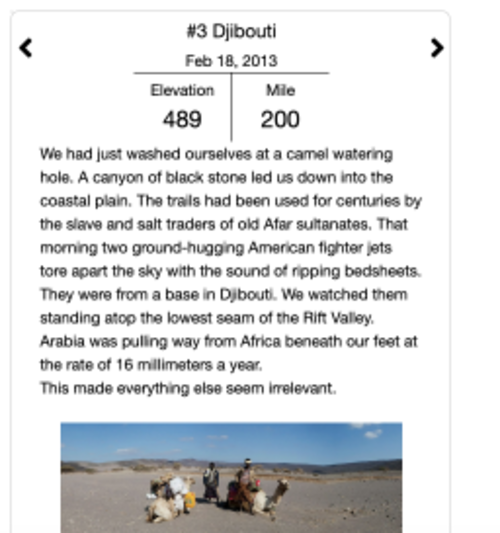 #3 Djibouti
Feb 18, 2013
Elevation Mile
489 200
We had just washed ourselves at a camel watering
hole. A canyon of black stone led us down into the
coastal plain. The trails had been used for centuries by
the slave and salt traders of old Afar sultanates. That
morning two ground-hugging American fighter jets
tore apart the sky with the sound of ripping bedsheets.
They were from a base in Djibouti. We watched them
standing atop the lowest seam of the Rift Valley.
Arabia was pulling way from Africa beneath our feet at
the rate of 16 millimeters a year.
This made everything else seem irrelevant.